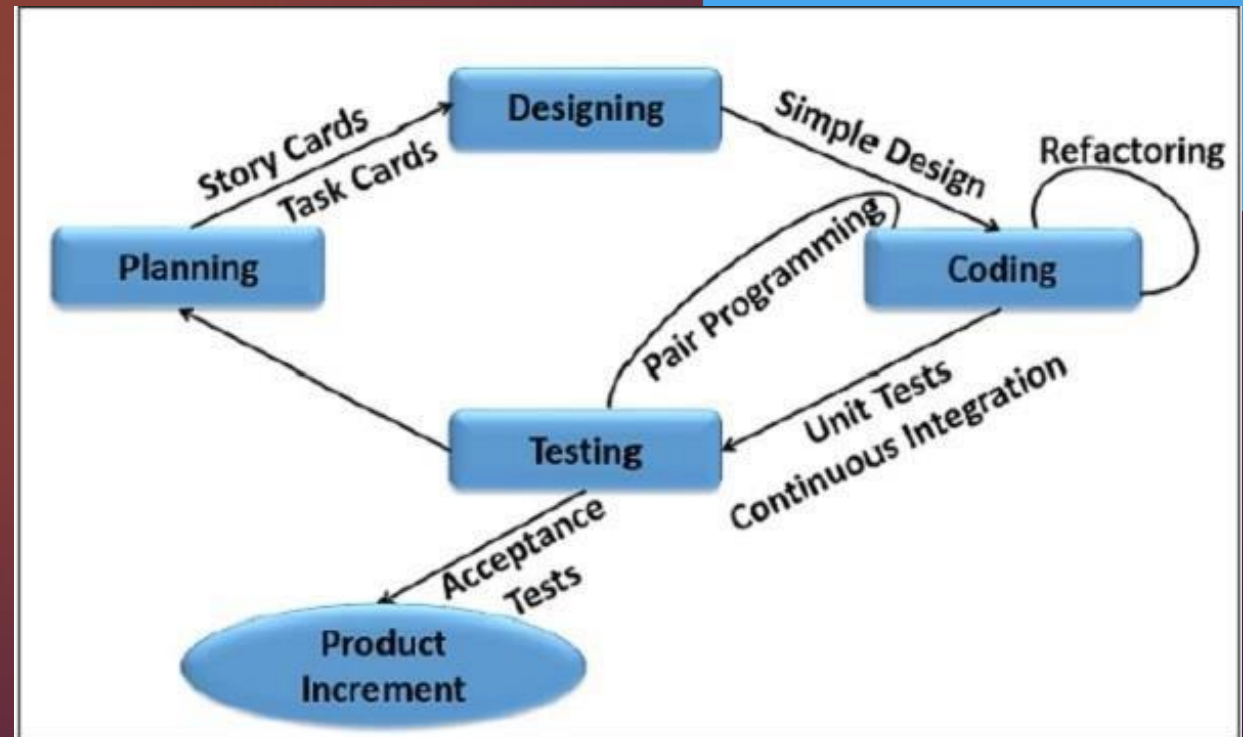 Designing
Story Cards
Task Cards
Simple Design
Refactoring
Planning
Pair Programming
Coding
Testing
Unit Tests
Continuous Integration
Acceptance
Tests
Product
Increment